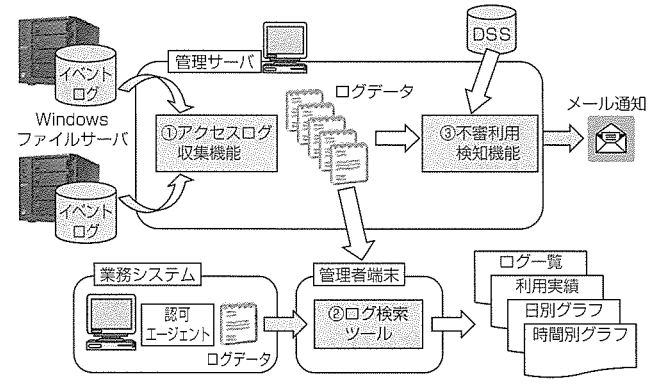 イベント
ログ
Windows
ファイルサーバ
イベント
ログ
管理サーバ
①アクセスログ
収集機能
ログデータ
DSS
③不審利用
検知機能
メール通知
業務システム
認可
エージェント
ログデータ
管理者端末
②ログ検索
ツール
ログ一覧
利用実績
日別グラフ
時間別グラフ